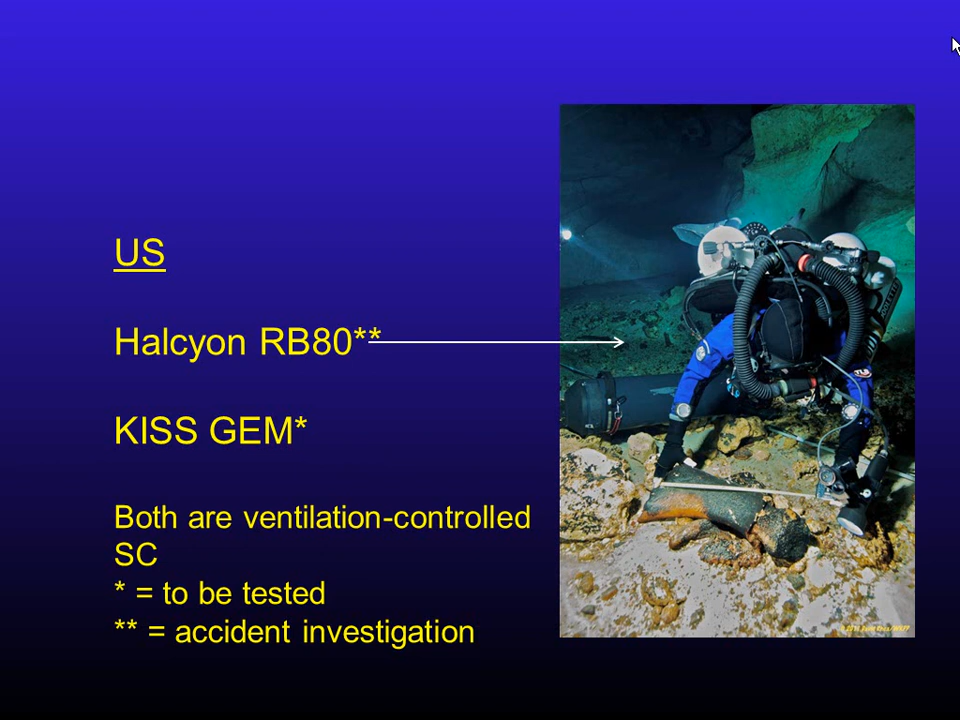 US
Halcyon RB80**
KISS GEM*
Both are ventilation-controlled
SC
* = to be tested
** = accident investigation